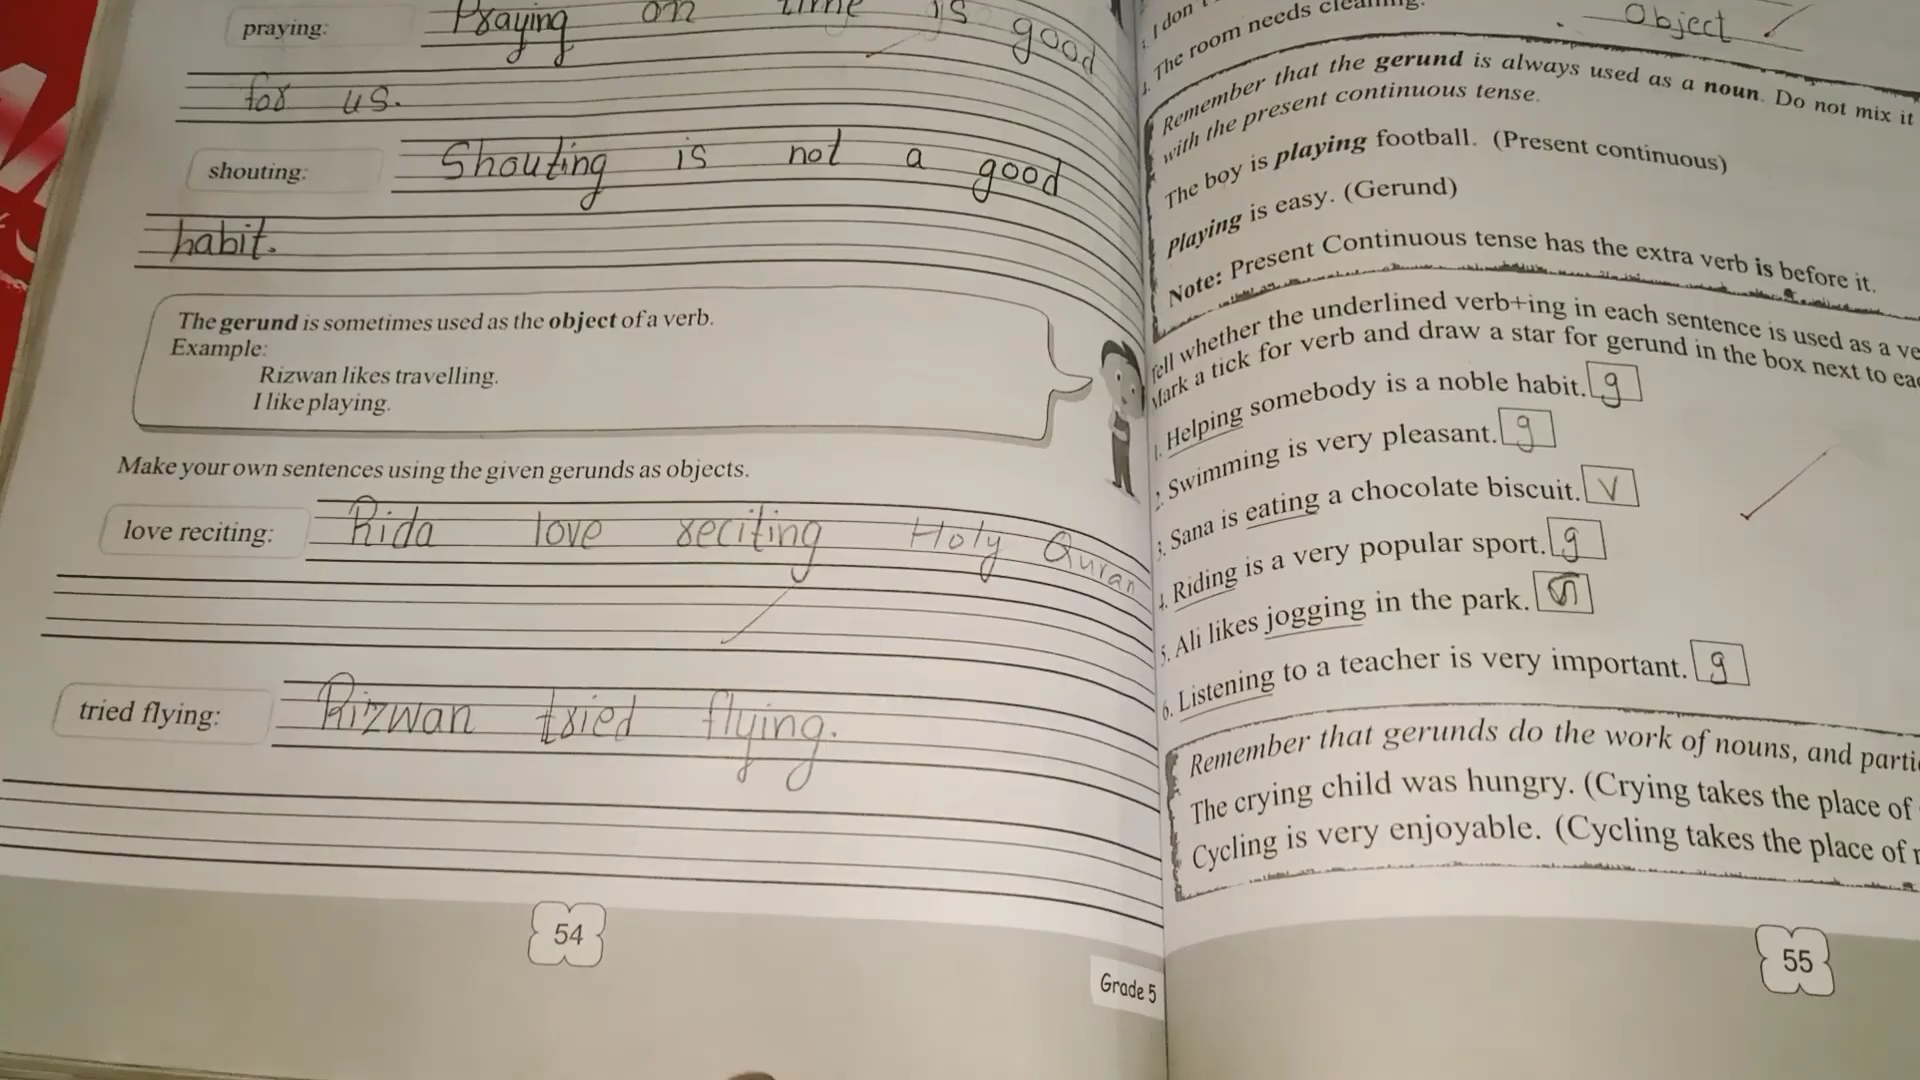 praying: Praying on time is good
for us.
shouting: Shouting is not a good
habit.
The gerund is sometimes used as the object of a verb.
Example:
Rizwan likes travelling.
I like playing.
Make your own sentences using the given gerunds as objects.
love reciting: Rida love reciting Holy Quran
tried flying: Rizwan tried flying.
54
Grade 5
I don't
The room needs cleaning.
Object
Remember that the gerund is always used as a noun. Do not mix it
with the present continuous tense.
The boy is playing football. (Present continuous)
Playing is easy. (Gerund)
Note: Present Continuous tense has the extra verb is before it.
Tell whether the underlined verb+ing in each sentence is used as a
Mark a tick for verb and draw a star for gerund in the box next to
1. Helping somebody is a noble habit. g
2. Swimming is very pleasant. g
3. Sana is eating a chocolate biscuit. v
4. Riding is a very popular sport. g
5. Ali likes jogging in the park.
6. Listening to a teacher is very important. g
Remember that gerunds do the work of nouns, and
The crying child was hungry. (Crying takes the place of
Cycling is very enjoyable. (Cycling takes the place of
55